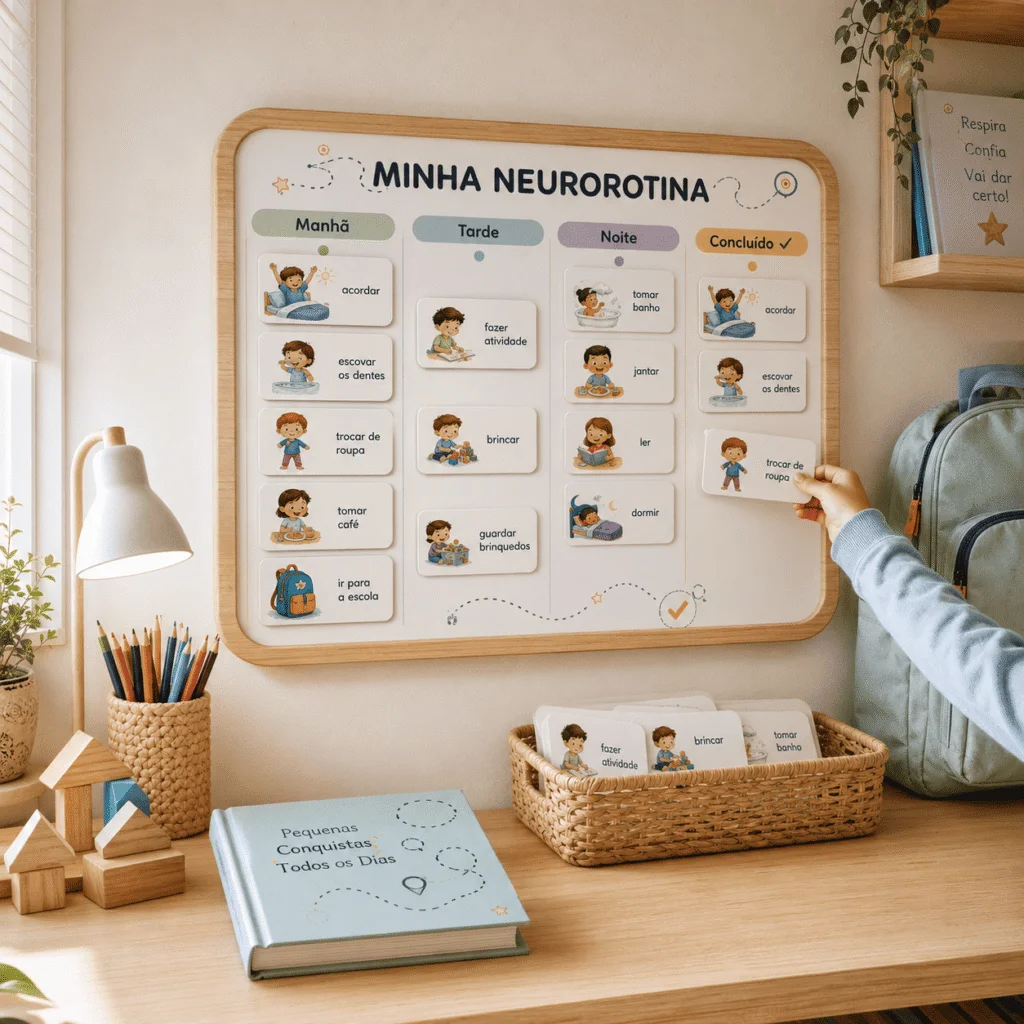 MINHA NEUROROTINA
Manhã
acordar
escovar
os dentes
trocar de
roupa
tomar
café
ir para
a escola
Tarde
fazer
atividade
brincar
guardar
brinquedos
Noite
tomar
banho
jantar
ler
dormir
Concluído ✓
acordar
escovar
os dentes
trocar de
roupa
Respira
Confia
Vai dar
certo!
fazer
atividade
brincar
tomar
banho
Pequenas
Conquistas
Todos os Dias